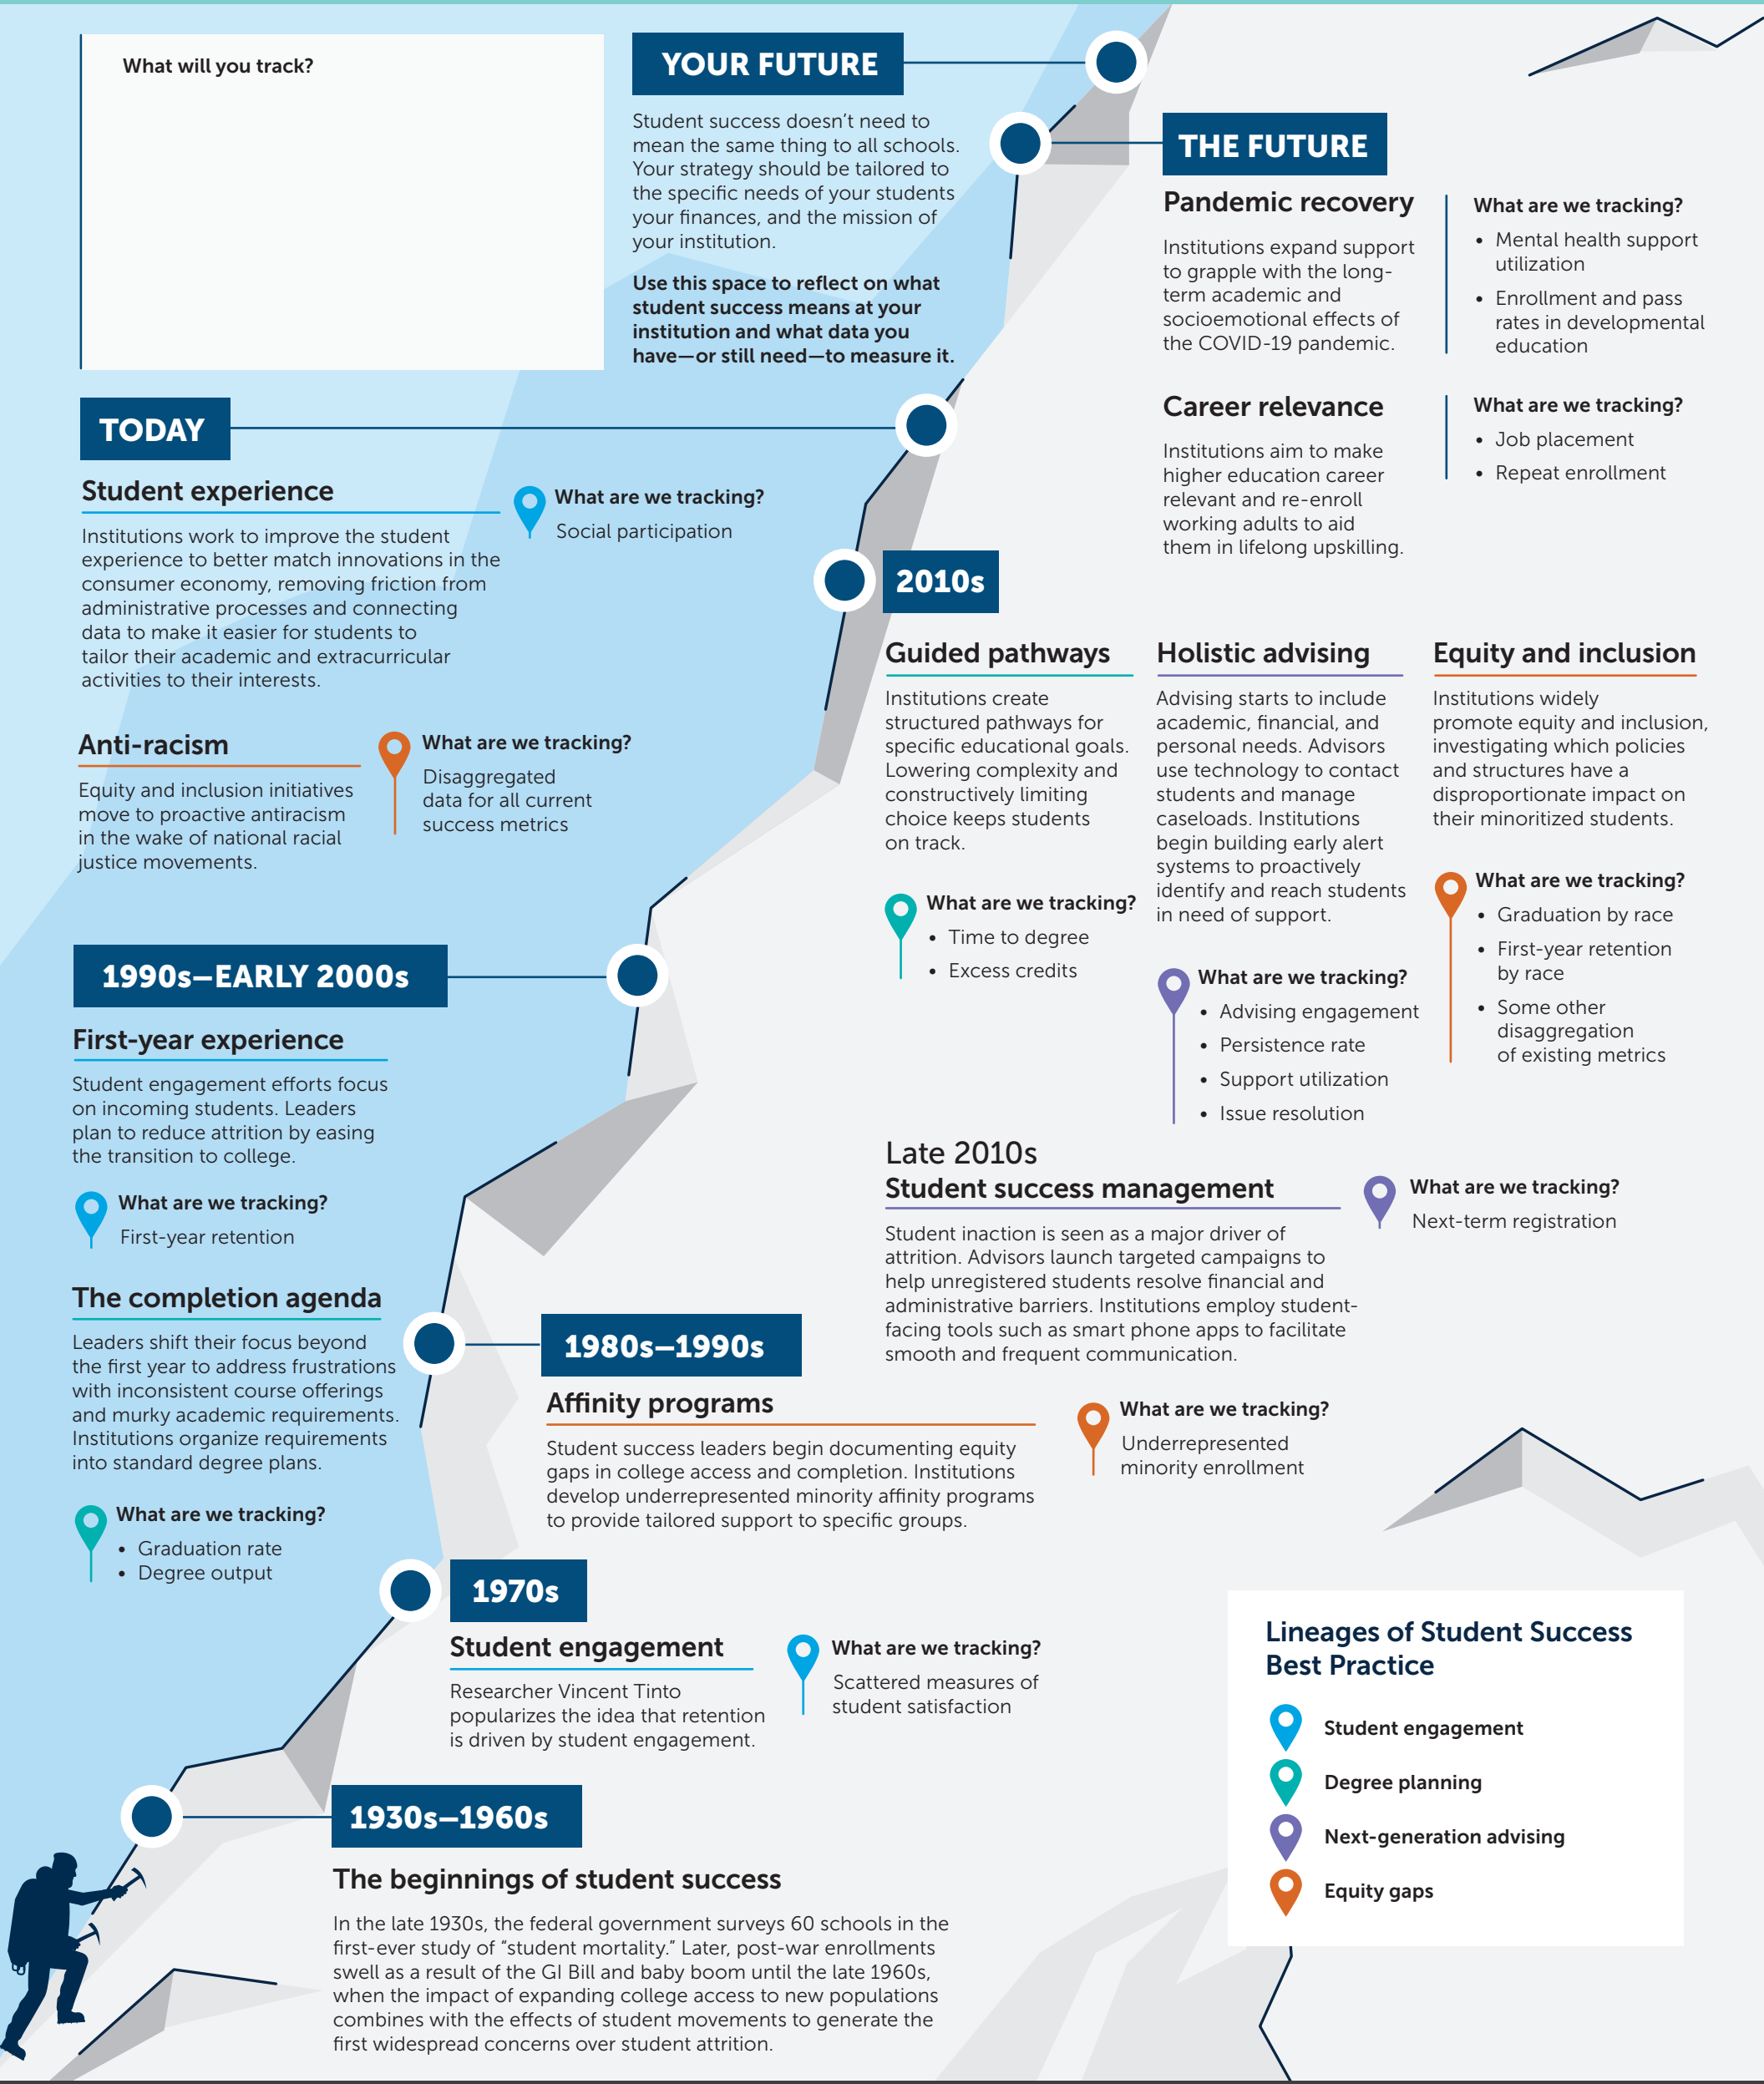 What will you track?
YOUR FUTURE
Student success doesn’t need to
mean the same thing to all schools.
Your strategy should be tailored to
the specific needs of your students
your finances, and the mission of
your institution.
Use this space to reflect on what
student success means at your
institution and what data you
have—or still need—to measure it.
THE FUTURE
Pandemic recovery
Institutions expand support
to grapple with the long-
term academic and
socioemotional effects of
the COVID-19 pandemic.
What are we tracking?
• Mental health support
utilization
• Enrollment and pass
rates in developmental
education
Career relevance
Institutions aim to make
higher education career
relevant and re-enroll
working adults to aid
them in lifelong upskilling.
What are we tracking?
• Job placement
• Repeat enrollment
TODAY
Student experience
Institutions work to improve the student
experience to better match innovations in the
consumer economy, removing friction from
administrative processes and connecting
data to make it easier for students to
tailor their academic and extracurricular
activities to their interests.
What are we tracking?
Social participation
Anti-racism
Equity and inclusion initiatives
move to proactive antiracism
in the wake of national racial
justice movements.
What are we tracking?
Disaggregated
data for all current
success metrics
2010s
Guided pathways
Institutions create
structured pathways for
specific educational goals.
Lowering complexity and
constructively limiting
choice keeps students
on track.
What are we tracking?
• Time to degree
• Excess credits
Holistic advising
Advising starts to include
academic, financial, and
personal needs. Advisors
use technology to contact
students and manage
caseloads. Institutions
begin building early alert
systems to proactively
identify and reach students
in need of support.
What are we tracking?
• Advising engagement
• Persistence rate
• Support utilization
• Issue resolution
Equity and inclusion
Institutions widely
promote equity and inclusion,
investigating which policies
and structures have a
disproportionate impact on
their minoritized students.
What are we tracking?
• Graduation by race
• First-year retention
by race
• Some other
disaggregation
of existing metrics
Late 2010s
Student success management
Student inaction is seen as a major driver of
attrition. Advisors launch targeted campaigns to
help unregistered students resolve financial and
administrative barriers. Institutions employ student-
facing tools such as smart phone apps to facilitate
smooth and frequent communication.
What are we tracking?
Next-term registration
1990s–EARLY 2000s
First-year experience
Student engagement efforts focus
on incoming students. Leaders
plan to reduce attrition by easing
the transition to college.
What are we tracking?
First-year retention
The completion agenda
Leaders shift their focus beyond
the first year to address frustrations
with inconsistent course offerings
and murky academic requirements.
Institutions organize requirements
into standard degree plans.
What are we tracking?
• Graduation rate
• Degree output
1980s–1990s
Affinity programs
Student success leaders begin documenting equity
gaps in college access and completion. Institutions
develop underrepresented minority affinity programs
to provide tailored support to specific groups.
What are we tracking?
Underrepresented
minority enrollment
1970s
Student engagement
Researcher Vincent Tinto
popularizes the idea that retention
is driven by student engagement.
What are we tracking?
Scattered measures of
student satisfaction
1930s–1960s
The beginnings of student success
In the late 1930s, the federal government surveys 60 schools in the
first-ever study of “student mortality.” Later, post-war enrollments
swell as a result of the GI Bill and baby boom until the late 1960s,
when the impact of expanding college access to new populations
combines with the effects of student movements to generate the
first widespread concerns over student attrition.
Lineages of Student Success
Best Practice
Student engagement
Degree planning
Next-generation advising
Equity gaps